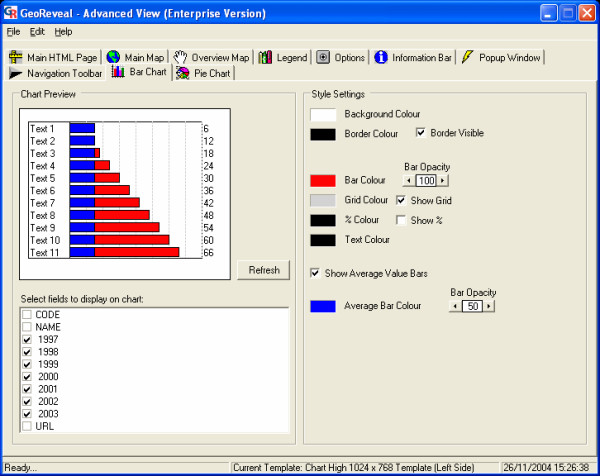 GR GeoReveal - Advanced View (Enterprise Version)
File Edit Help
Main HTML Page Main Map Overview Map Legend Options Information Bar Popup Window
Navigation Toolbar Bar Chart Pie Chart
Chart Preview
Text 1 6
Text 2 12
Text 3 18
Text 4 24
Text 5 30
Text 6 36
Text 7 42
Text 8 48
Text 9 54
Text 10 60
Text 11 66
Refresh
Select fields to display on chart:
CODE
NAME
1997
1998
1999
2000
2001
2002
2003
URL
Style Settings
Background Colour
Border Colour Border Visible
Bar Opacity
Bar Colour 100
Grid Colour Show Grid
% Colour Show %
Text Colour
Show Average Value Bars
Bar Opacity
Average Bar Colour 50
Ready... Current Template: Chart High 1024 x 768 Template (Left Side) 26/11/2004 15:26:38